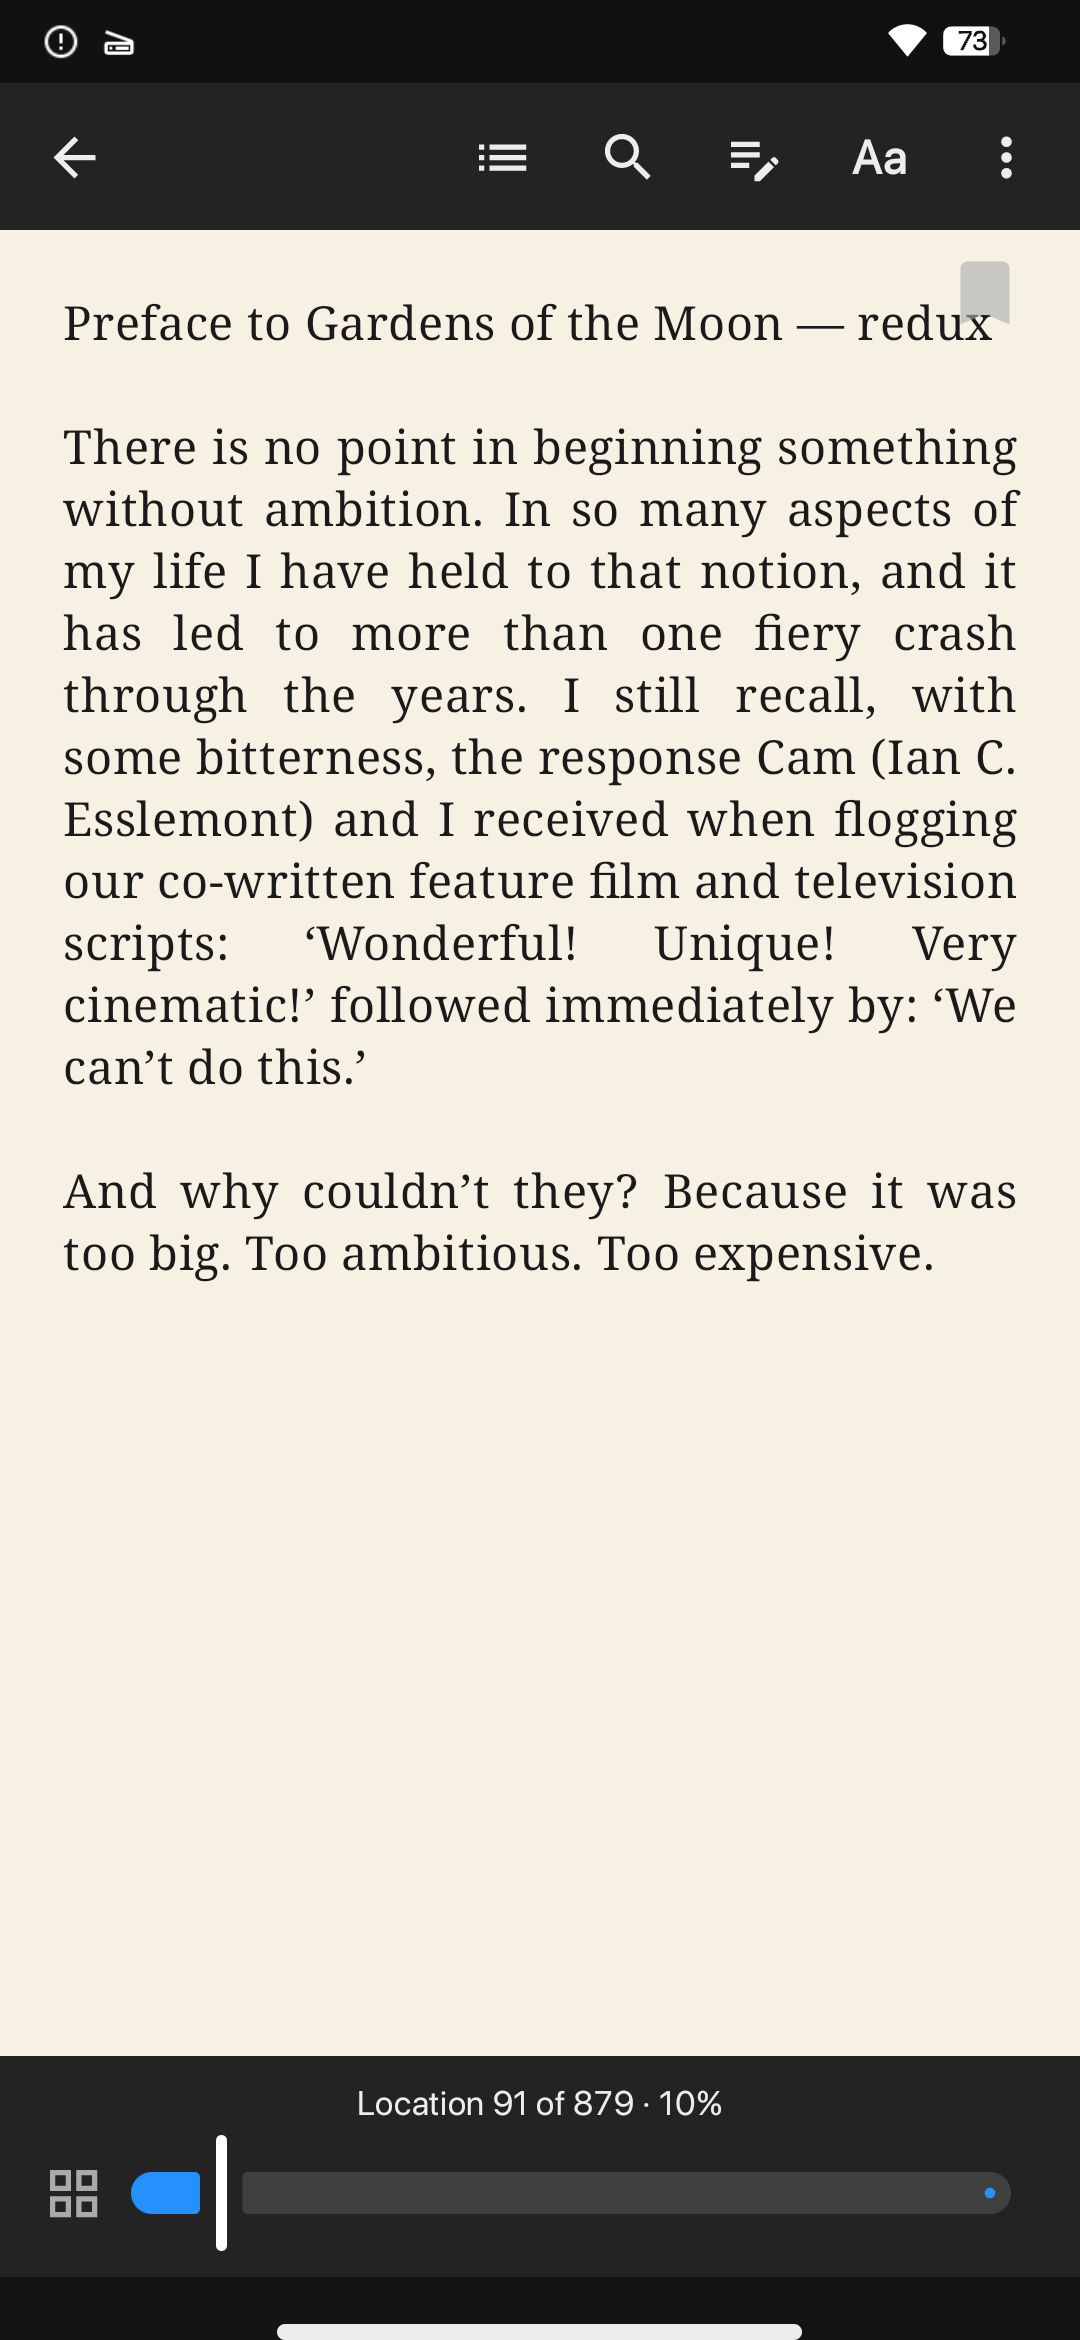 73
Aa
Preface to Gardens of the Moon — redux
There is no point in beginning something
without ambition. In so many aspects of
my life I have held to that notion, and it
has led to more than one fiery crash
through the years. I still recall, with
some bitterness, the response Cam (Ian C.
Esslemont) and I received when flogging
our co-written feature film and television
scripts: ‘Wonderful! Unique! Very
cinematic!’ followed immediately by: ‘We
can’t do this.’
And why couldn’t they? Because it was
too big. Too ambitious. Too expensive.
Location 91 of 879 · 10%